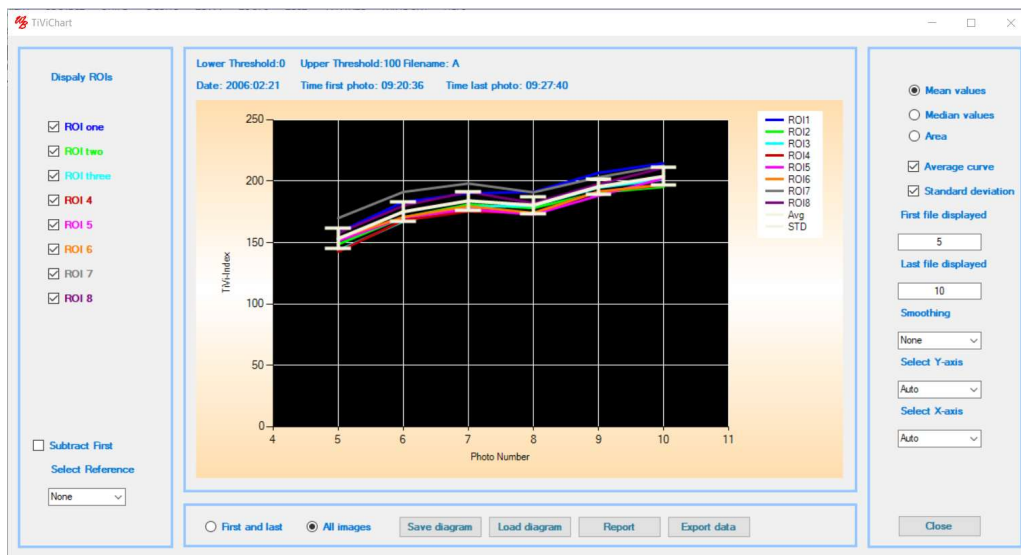 TiViChart
Dispaly ROIs
ROI one
ROI two
ROI three
ROI 4
ROI 5
ROI 6
ROI 7
ROI 8
Subtract First
Select Reference
None
Lower Threshold:0 Upper Threshold:100 Filename: A
Date: 2006:02:21 Time first photo: 09:20:36 Time last photo: 09:27:40
250
200
150
100
50
0
TiVi-Index
4 5 6 7 8 9 10 11
Photo Number
ROI1
ROI2
ROI3
ROI4
ROI5
ROI6
ROI7
ROI8
Avg
STD
First and last All images Save diagram Load diagram Report Export data
Mean values
Median values
Area
Average curve
Standard deviation
First file displayed
5
Last file displayed
10
Smoothing
None
Select Y-axis
Auto
Select X-axis
Auto
Close